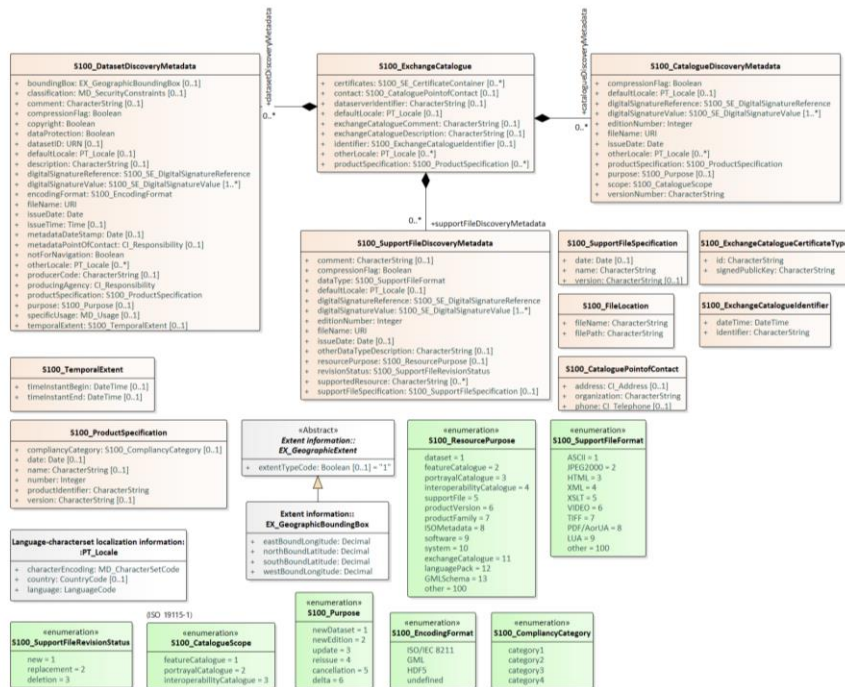 S100_DatasetDiscoveryMetadata
+ boundingBox: EX_GeographicBoundingBox [0..1]
+ classification: MD_SecurityConstraints [0..1]
+ comment: CharacterString [0..1]
+ compressionFlag: Boolean
+ copyright: Boolean
+ dataProtection: Boolean
+ datasetID: URN [0..1]
+ defaultLocale: PT_Locale [0..1]
+ description: CharacterString [0..1]
+ digitalSignatureReference: S100_SE_DigitalSignatureReference
+ digitalSignatureValue: S100_SE_DigitalSignatureValue [1..*]
+ encodingFormat: S100_EncodingFormat
+ fileName: URI
+ issueDate: Date
+ issueTime: Time [0..1]
+ metadataDateStamp: Date [0..1]
+ metadataPointOfContact: CI_Responsibility [0..1]
+ notForNavigation: Boolean
+ otherLocale: PT_Locale [0..*]
+ producerCode: CharacterString [0..1]
+ producingAgency: CI_Responsibility
+ productSpecification: S100_ProductSpecification
+ purpose: S100_Purpose [0..1]
+ specificUsage: MD_Usage [0..1]
+ temporalExtent: S100_TemporalExtent [0..1]
+datasetDiscoveryMetadata
0..*
S100_ExchangeCatalogue
+ certificates: S100_SE_CertificateContainer [0..*]
+ contact: S100_CataloguePointofContact [0..1]
+ dataserverIdentifier: CharacterString [0..1]
+ defaultLocale: PT_Locale [0..1]
+ exchangeCatalogueComment: CharacterString [0..1]
+ exchangeCatalogueDescription: CharacterString [0..1]
+ identifier: S100_ExchangeCatalogueIdentifier [0..1]
+ otherLocale: PT_Locale [0..*]
+ productSpecification: S100_ProductSpecification [0..*]
+catalogueDiscoveryMetadata
0..*
S100_CatalogueDiscoveryMetadata
+ compressionFlag: Boolean
+ defaultLocale: PT_Locale [0..1]
+ digitalSignatureReference: S100_SE_DigitalSignatureReference
+ digitalSignatureValue: S100_SE_DigitalSignatureValue [1..*]
+ editionNumber: Integer
+ fileName: URI
+ issueDate: Date
+ otherLocale: PT_Locale [0..*]
+ productSpecification: S100_ProductSpecification
+ purpose: S100_Purpose [0..1]
+ scope: S100_CatalogueScope
+ versionNumber: CharacterString
0..*
+supportFileDiscoveryMetadata
S100_SupportFileDiscoveryMetadata
+ comment: CharacterString [0..1]
+ compressionFlag: Boolean
+ dataType: S100_SupportFileFormat
+ defaultLocale: PT_Locale [0..1]
+ digitalSignatureReference: S100_SE_DigitalSignatureReference
+ digitalSignatureValue: S100_SE_DigitalSignatureValue [1..*]
+ editionNumber: Integer
+ fileName: URI
+ issueDate: Date [0..1]
+ otherDataTypeDescription: CharacterString [0..1]
+ resourcePurpose: S100_ResourcePurpose [0..1]
+ revisionStatus: S100_SupportFileRevisionStatus
+ supportedResource: CharacterString [0..*]
+ supportFileSpecification: S100_SupportFileSpecification [0..1]
S100_SupportFileSpecification
+ date: Date [0..1]
+ name: CharacterString
+ version: CharacterString [0..1]
S100_ExchangeCatalogueCertificateType
+ id: CharacterString
+ signedPublicKey: CharacterString
S100_FileLocation
+ fileName: CharacterString
+ filePath: CharacterString
S100_ExchangeCatalogueIdentifier
+ dateTime: DateTime
+ identifier: CharacterString
S100_CataloguePointofContact
+ address: CI_Address [0..1]
+ organization: CharacterString
+ phone: CI_Telephone [0..1]
S100_TemporalExtent
+ timeInstantBegin: DateTime [0..1]
+ timeInstantEnd: DateTime [0..1]
S100_ProductSpecification
+ compliancyCategory: S100_CompliancyCategory [0..1]
+ date: Date [0..1]
+ name: CharacterString [0..1]
+ number: Integer
+ productIdentifier: CharacterString
+ version: CharacterString [0..1]
«Abstract»
Extent information::
EX_GeographicExtent
+ extentTypeCode: Boolean [0..1] = "1"
Extent information::
EX_GeographicBoundingBox
+ eastBoundLongitude: Decimal
+ northBoundLatitude: Decimal
+ southBoundLatitude: Decimal
+ westBoundLongitude: Decimal
Language-characterset localization information:
:PT_Locale
+ characterEncoding: MD_CharacterSetCode
+ country: CountryCode [0..1]
+ language: LanguageCode
«enumeration»
S100_ResourcePurpose
dataset = 1
featureCatalogue = 2
portrayalCatalogue = 3
interoperabilityCatalogue = 4
supportFile = 5
productVersion = 6
productFamily = 7
ISOMetadata = 8
software = 9
system = 10
exchangeCatalogue = 11
languagePack = 12
GMLSchema = 13
other = 100
«enumeration»
S100_SupportFileFormat
ASCII = 1
JPEG2000 = 2
HTML = 3
XML = 4
XSLT = 5
VIDEO = 6
TIFF = 7
PDF/AorUA = 8
LUA = 9
other = 100
«enumeration»
S100_SupportFileRevisionStatus
new = 1
replacement = 2
deletion = 3
(ISO 19115-1)
«enumeration»
S100_CatalogueScope
featureCatalogue = 1
portrayalCatalogue = 2
interoperabilityCatalogue = 3
«enumeration»
S100_Purpose
newDataset = 1
newEdition = 2
update = 3
reissue = 4
cancellation = 5
delta = 6
«enumeration»
S100_EncodingFormat
ISO/IEC 8211
GML
HDF5
undefined
«enumeration»
S100_CompliancyCategory
category1
category2
category3
category4